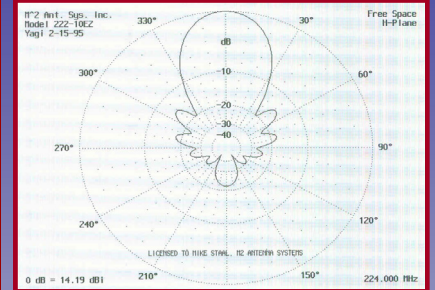 M^2 Ant. Sys. Inc.
Model 222-10EZ
Yagi 2-15-95
Free Space
H-Plane
330°
30°
dB
300°
60°
-10
-20
-30
-40
270°
90°
240°
120°
LICENSED TO MIKE STAAL, M2 ANTENNA SYSTEMS
210°
150°
0 dB = 14.19 dBi
224.000 MHz